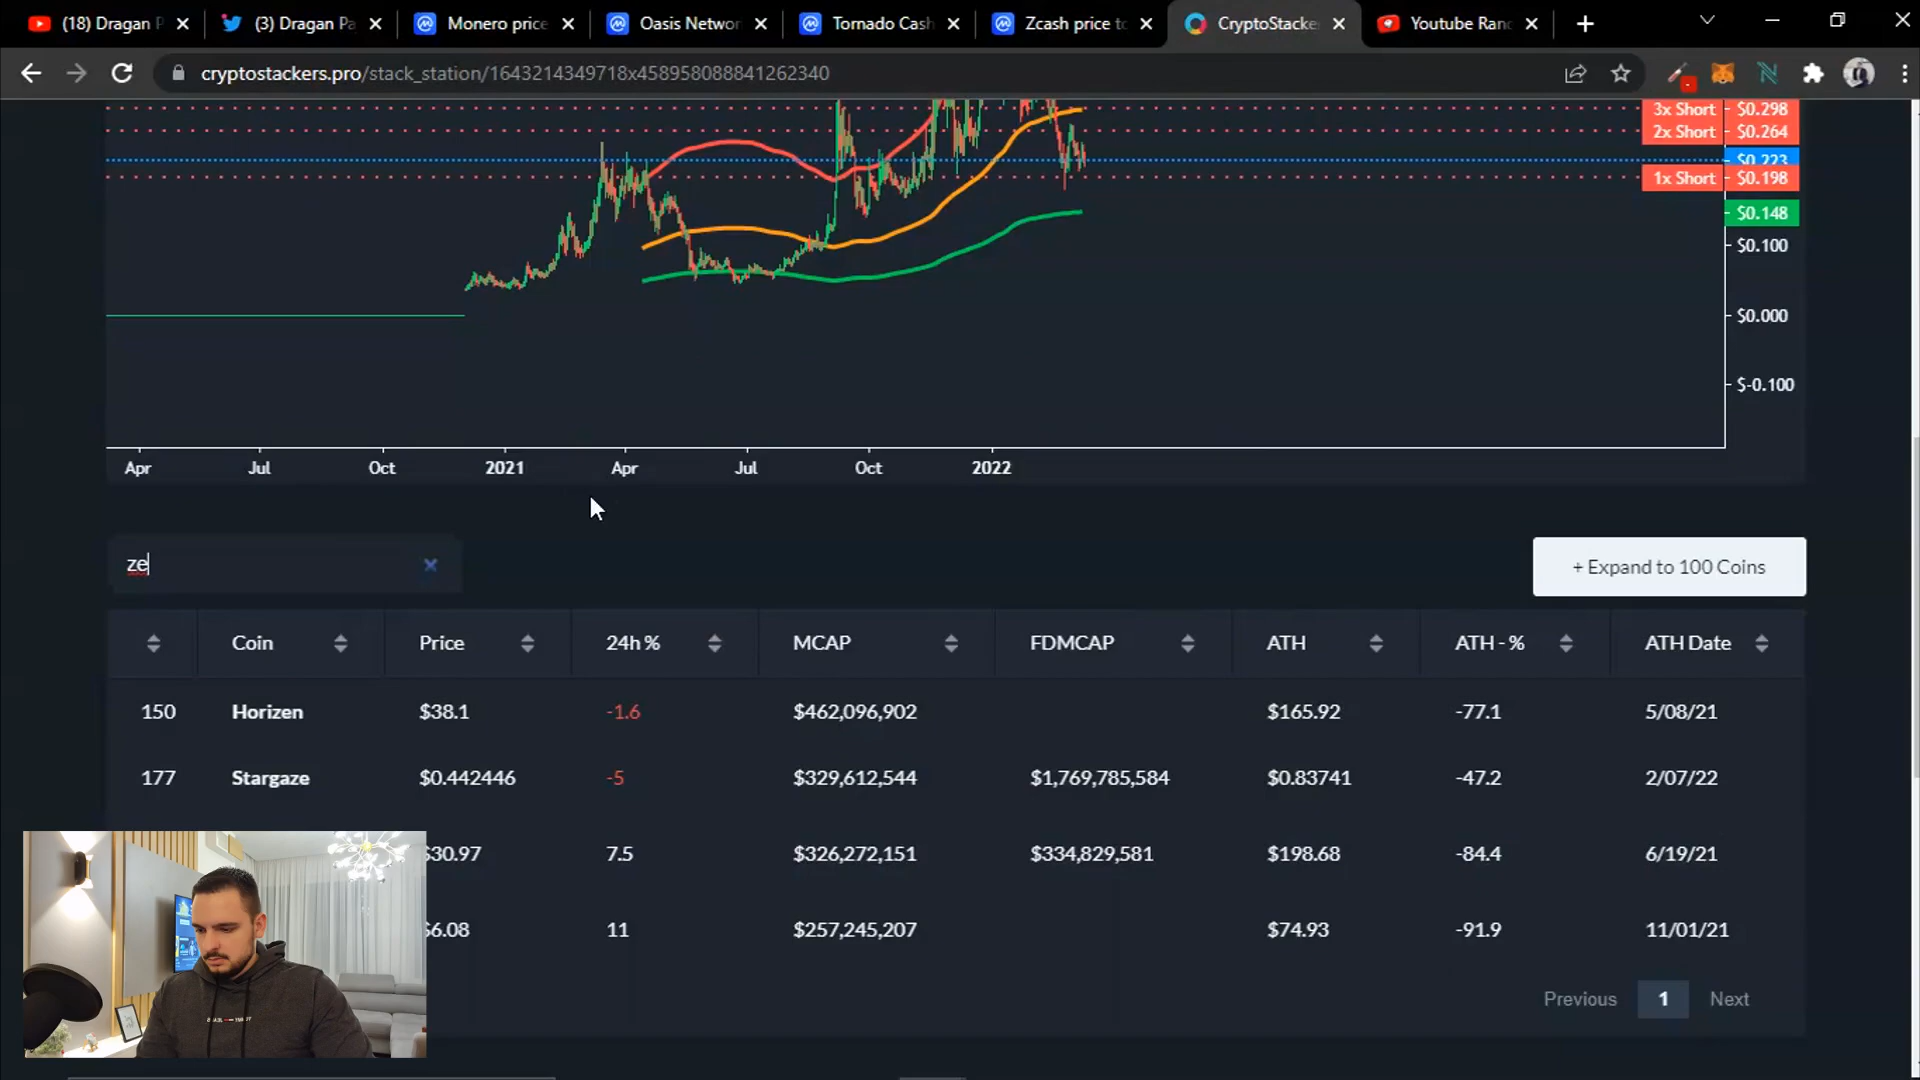 (18) Dragan P
(3) Dragan Pa
Monero price
Oasis Networ
Tornado Cash
Zcash price to
CryptoStacke
Youtube Ran
cryptostackers.pro/stack_station/1643214349718x458958088841262340
3x Short $0.298
2x Short $0.264
$0.223
1x Short $0.198
$0.148
$0.100
$0.000
$-0.100
Apr Jul Oct 2021 Apr Jul Oct 2022
ze
+ Expand to 100 Coins
Coin Price 24h % MCAP FDMCAP ATH ATH - % ATH Date
150 Horizen $38.1 -1.6 $462,096,902 $165.92 -77.1 5/08/21
177 Stargaze $0.442446 -5 $329,612,544 $1,769,785,584 $0.83741 -47.2 2/07/22
$30.97 7.5 $326,272,151 $334,829,581 $198.68 -84.4 6/19/21
$6.08 11 $257,245,207 $74.93 -91.9 11/01/21
Previous 1 Next